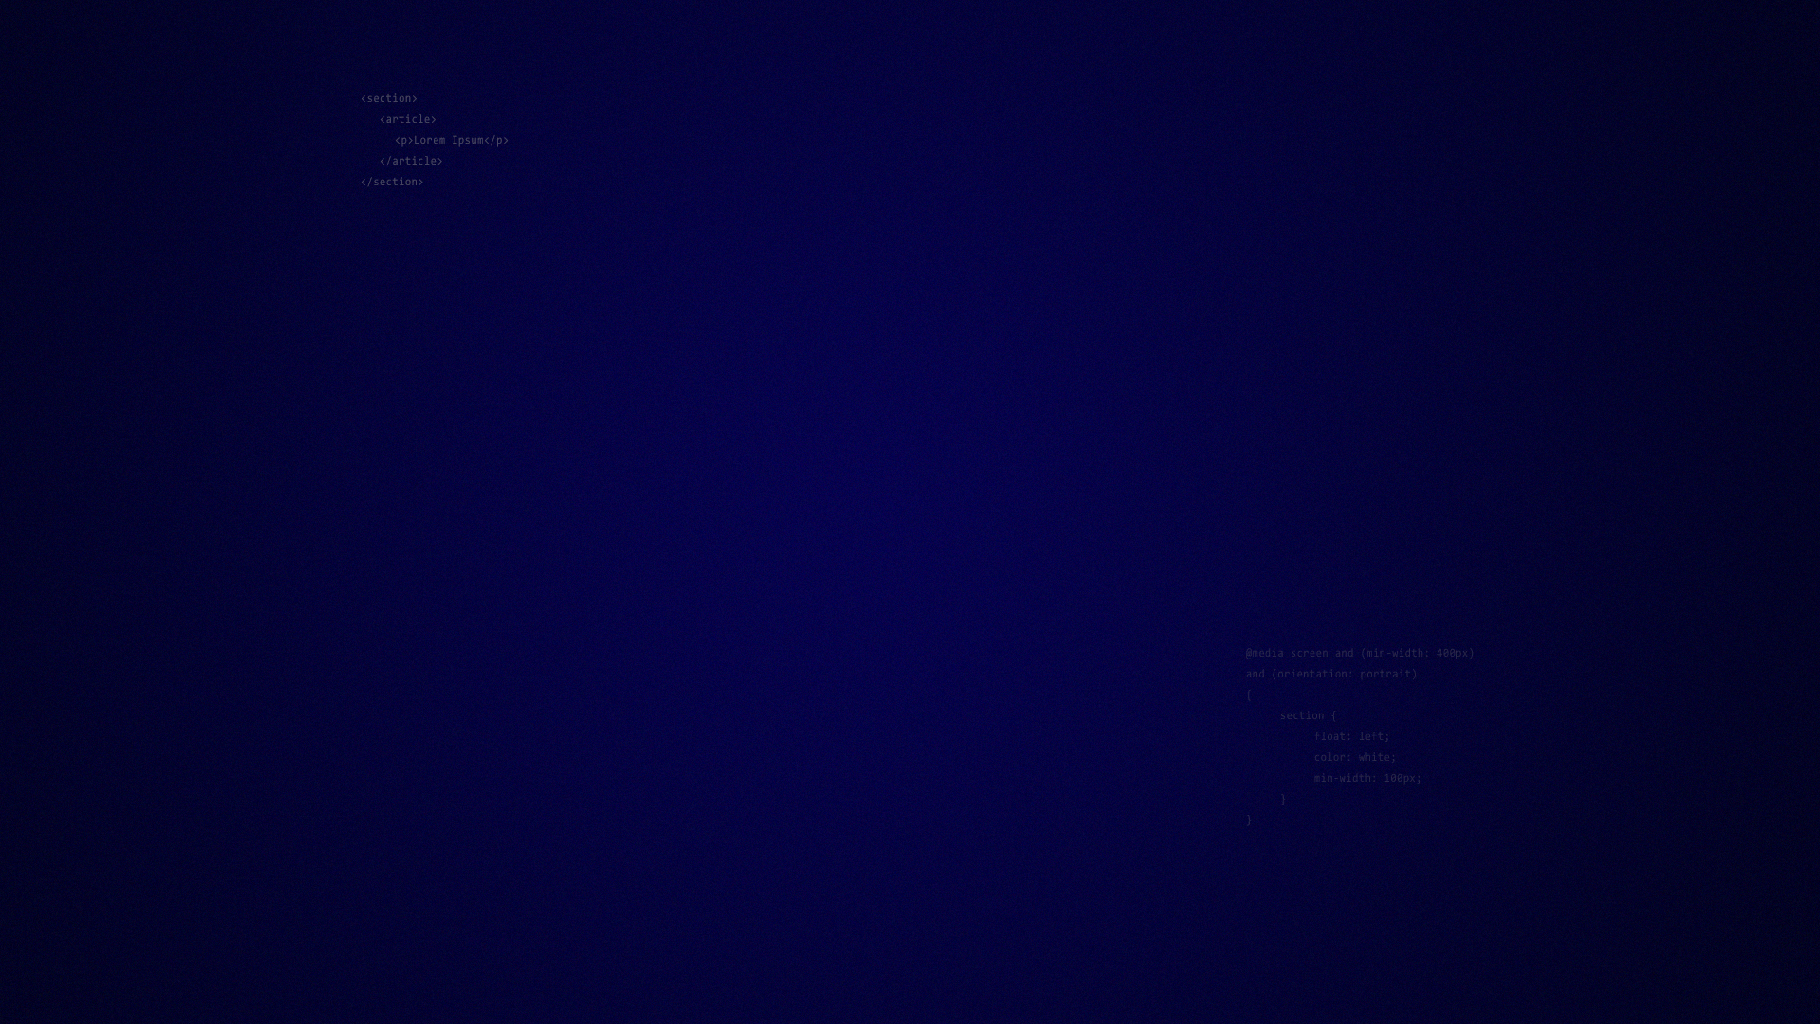 <section>
<article>
<p>Lorem Ipsum</p>
</article>
</section>
@media screen and (min-width: 400px)
and (orientation: portrait)
{
section {
float: left;
color: white;
min-width: 100px;
}
}